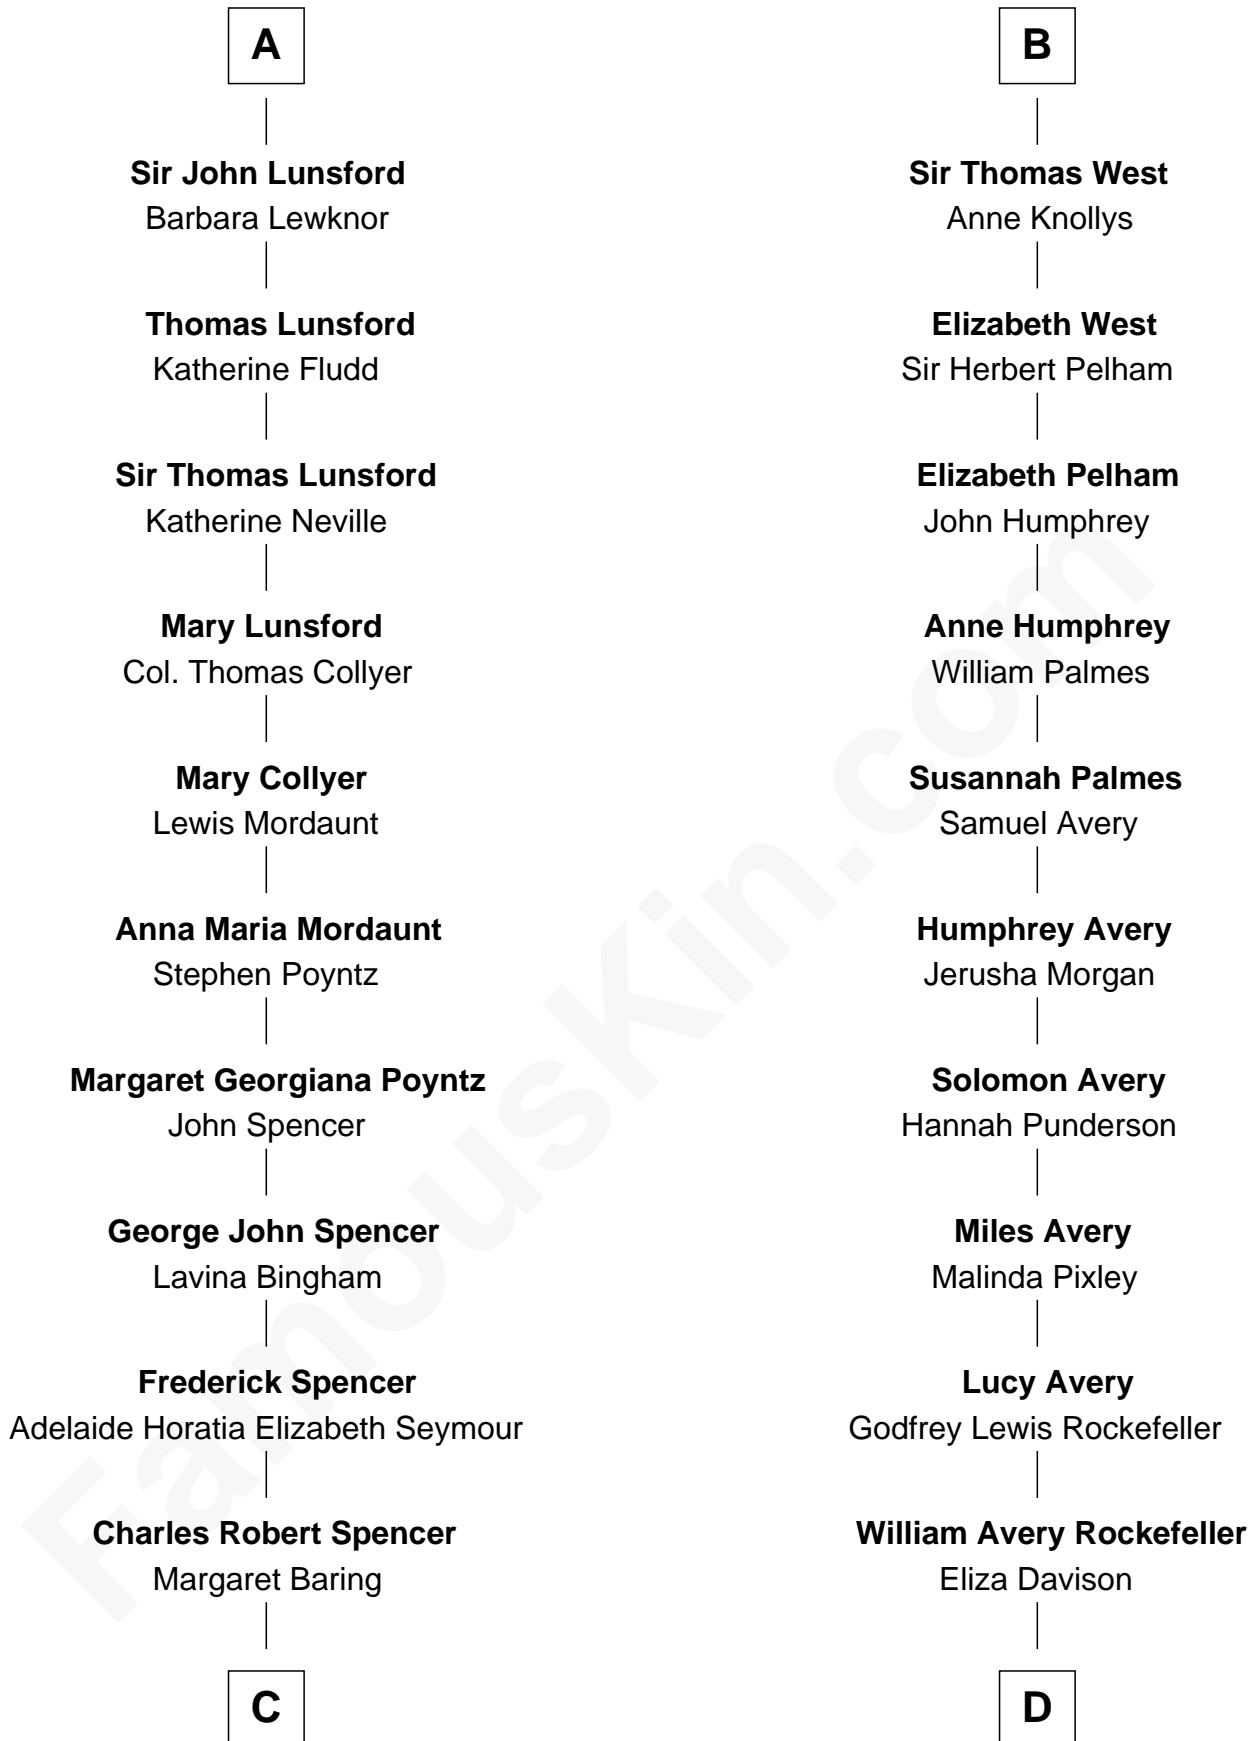 A
Sir John Lunsford
Barbara Lewknor
Thomas Lunsford
Katherine Fludd
Sir Thomas Lunsford
Katherine Neville
Mary Lunsford
Col. Thomas Collyer
Mary Collyer
Lewis Mordaunt
Anna Maria Mordaunt
Stephen Poyntz
Margaret Georgiana Poyntz
John Spencer
George John Spencer
Lavina Bingham
Frederick Spencer
Adelaide Horatia Elizabeth Seymour
Charles Robert Spencer
Margaret Baring
C
B
Sir Thomas West
Anne Knollys
Elizabeth West
Sir Herbert Pelham
Elizabeth Pelham
John Humphrey
Anne Humphrey
William Palmes
Susannah Palmes
Samuel Avery
Humphrey Avery
Jerusha Morgan
Solomon Avery
Hannah Punderson
Miles Avery
Malinda Pixley
Lucy Avery
Godfrey Lewis Rockefeller
William Avery Rockefeller
Eliza Davison
D
FamousKin.com